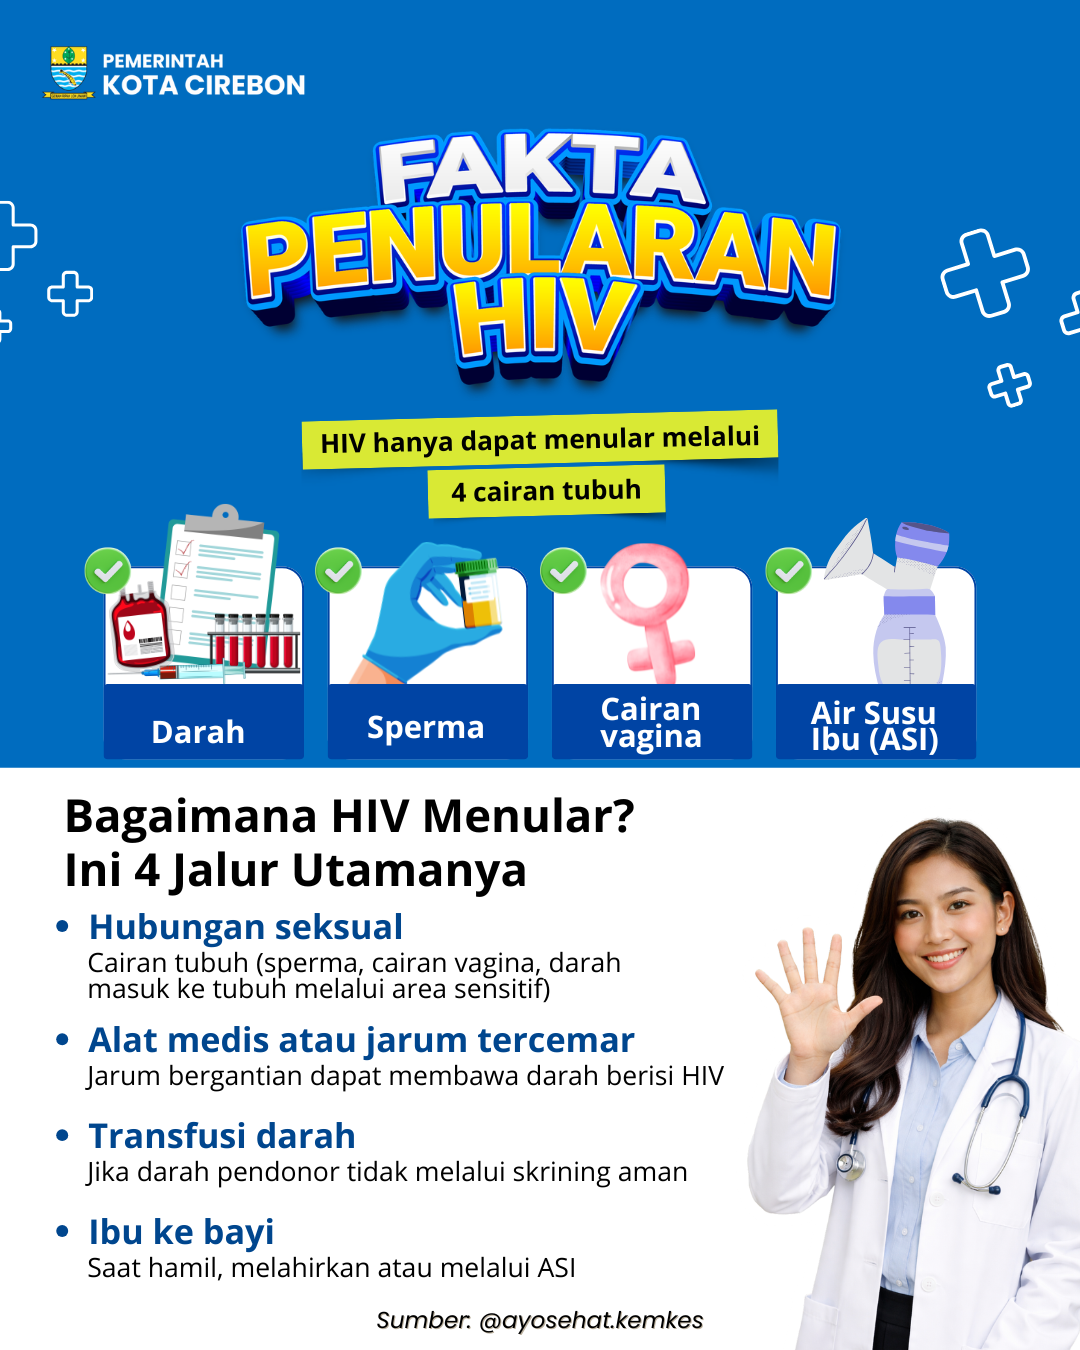 PEMERINTAH
KOTA CIREBON
FAKTA
PENULARAN
HIV
HIV hanya dapat menular melalui
4 cairan tubuh
Darah
Sperma
Cairan
vagina
Air Susu
Ibu (ASI)
Bagaimana HIV Menular?
Ini 4 Jalur Utamanya
• Hubungan seksual
Cairan tubuh (sperma, cairan vagina, darah
masuk ke tubuh melalui area sensitif)
• Alat medis atau jarum tercemar
Jarum bergantian dapat membawa darah berisi HIV
• Transfusi darah
Jika darah pendonor tidak melalui skrining aman
• Ibu ke bayi
Saat hamil, melahirkan atau melalui ASI
Sumber: @ayosehat.kemkes